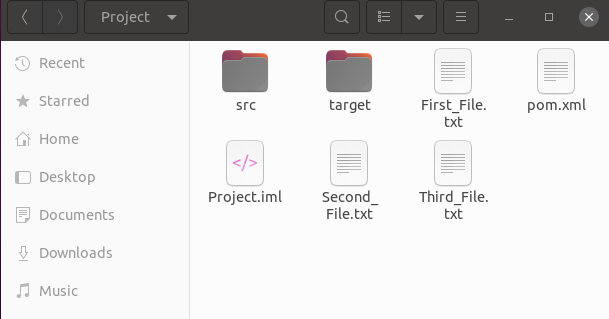 Project
Recent
Starred
Home
Desktop
Documents
Downloads
Music
src
target
First_File.
txt
pom.xml
</>
Project.iml
Second_
File.txt
Third_File.
txt